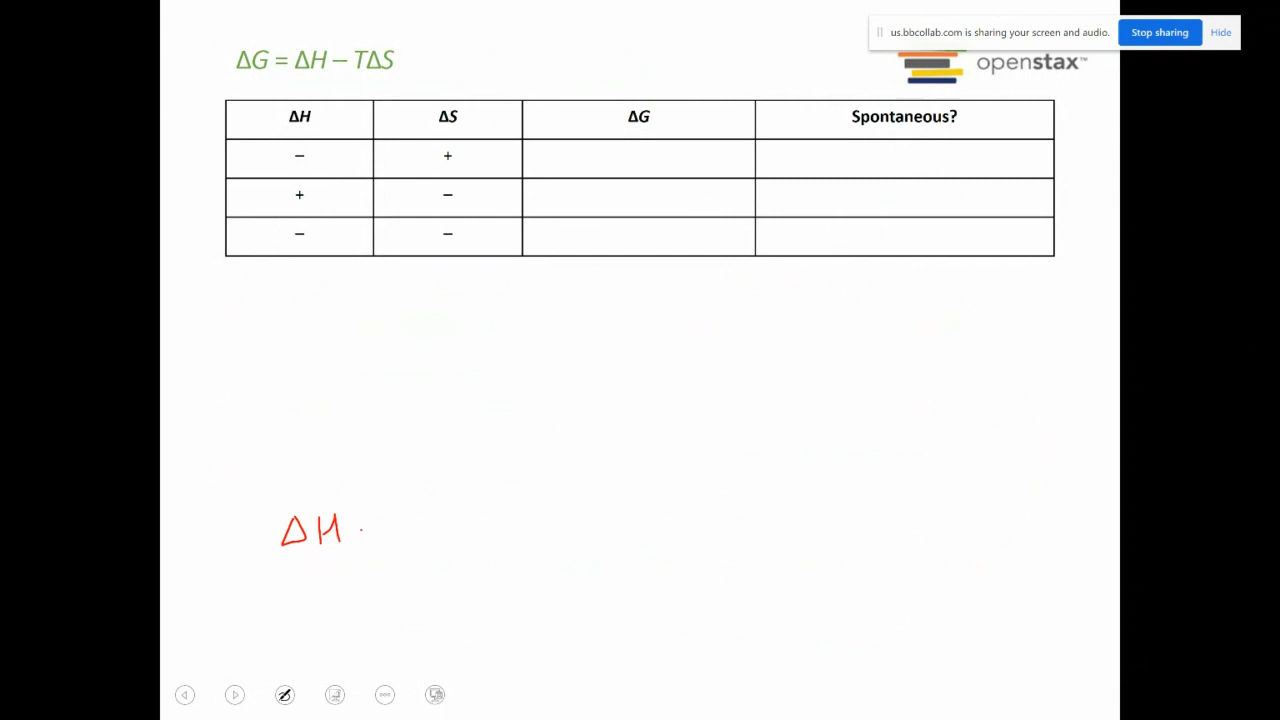 us.bbcollab.com is sharing your screen and audio. Stop sharing Hide
ΔG = ΔH – TΔS
openstax™
ΔH ΔS ΔG Spontaneous?
– +
+ –
– –
ΔH